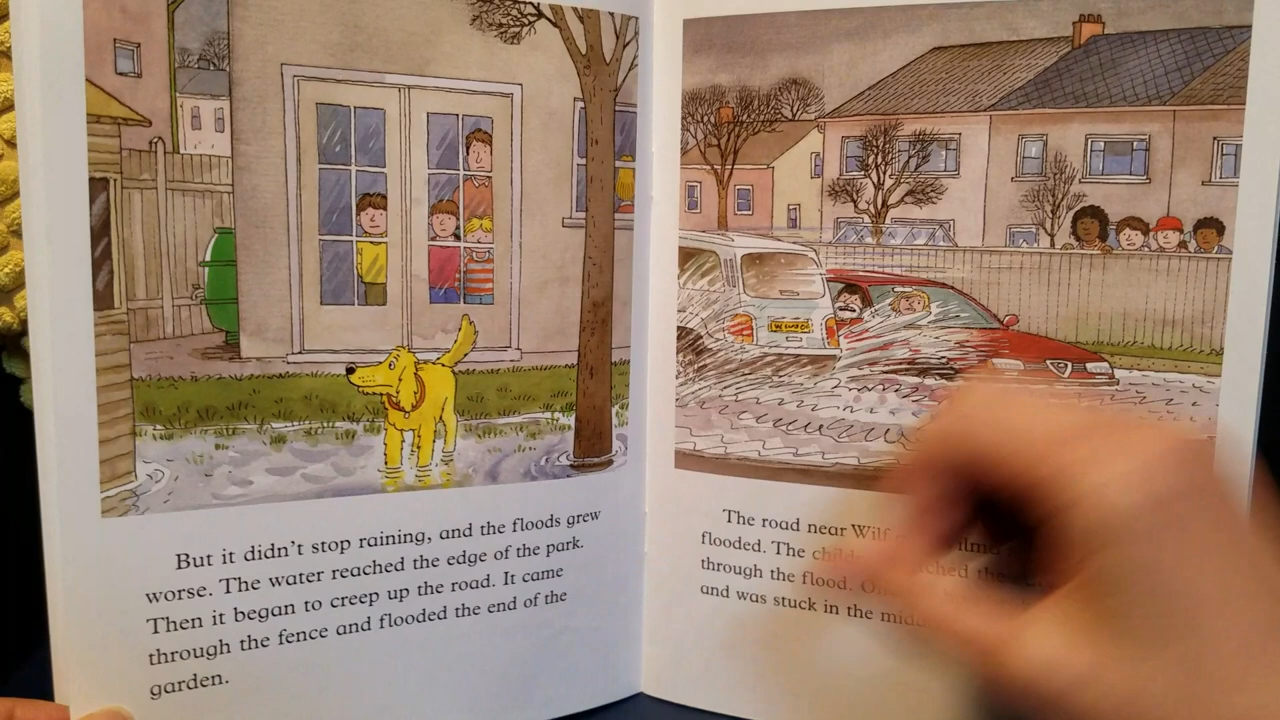 But it didn't stop raining, and the floods grew
worse. The water reached the edge of the park.
Then it began to creep up the road. It came
through the fence and flooded the end of the
garden.
The road near Wilf
flooded. The the
through the flood.
and was stuck in the